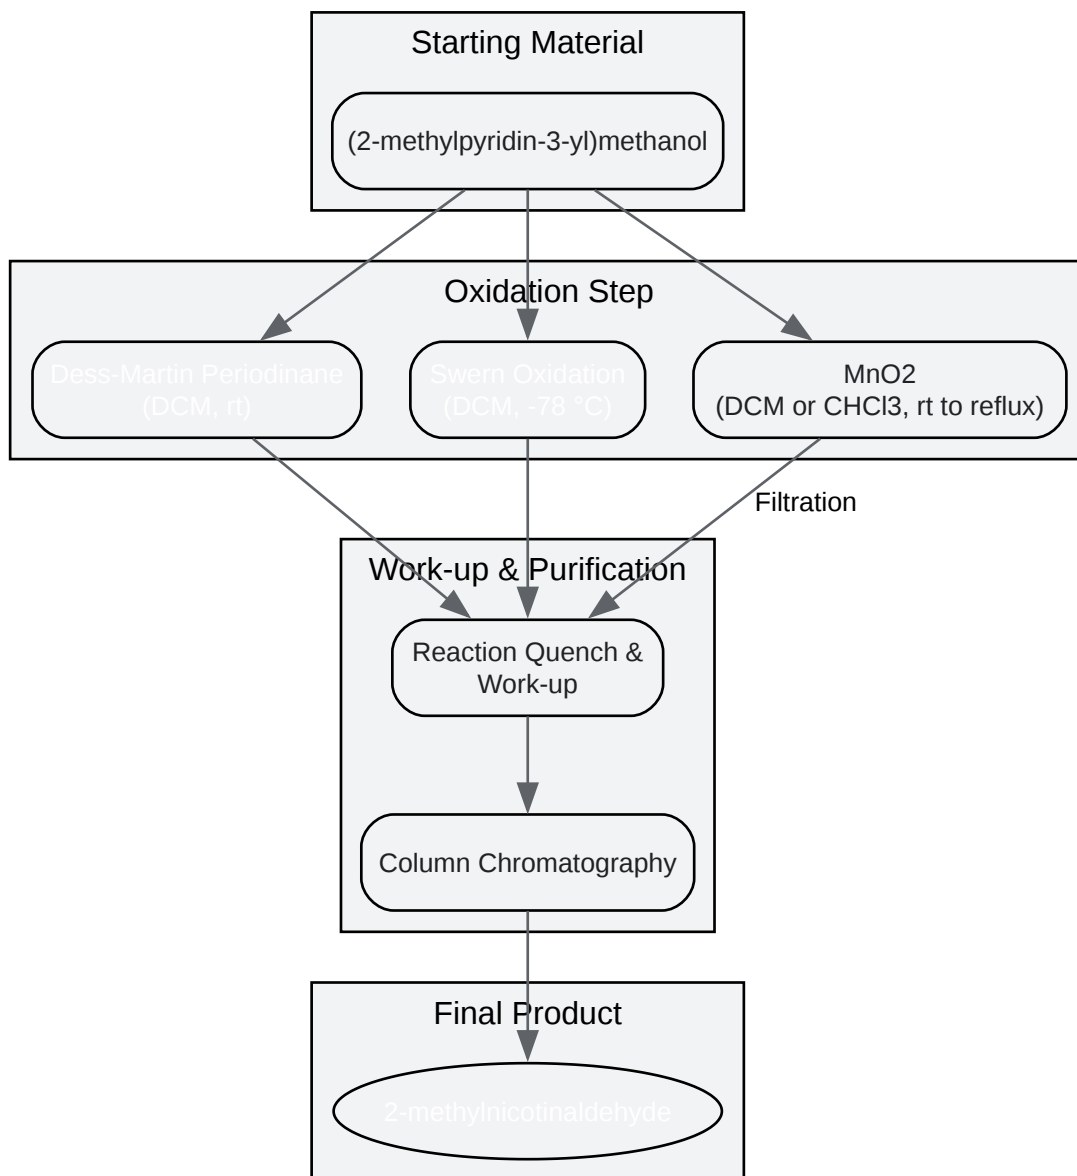 Starting Material
(2-methylpyridin-3-yl)methanol
Oxidation Step
Dess-Martin Periodinane
(DCM, rt)
Swern Oxidation
(DCM, -78 °C)
MnO2
(DCM or CHCl3, rt to reflux)
Filtration
Work-up & Purification
Reaction Quench &
Work-up
Column Chromatography
Final Product
2-methylnicotinaldehyde